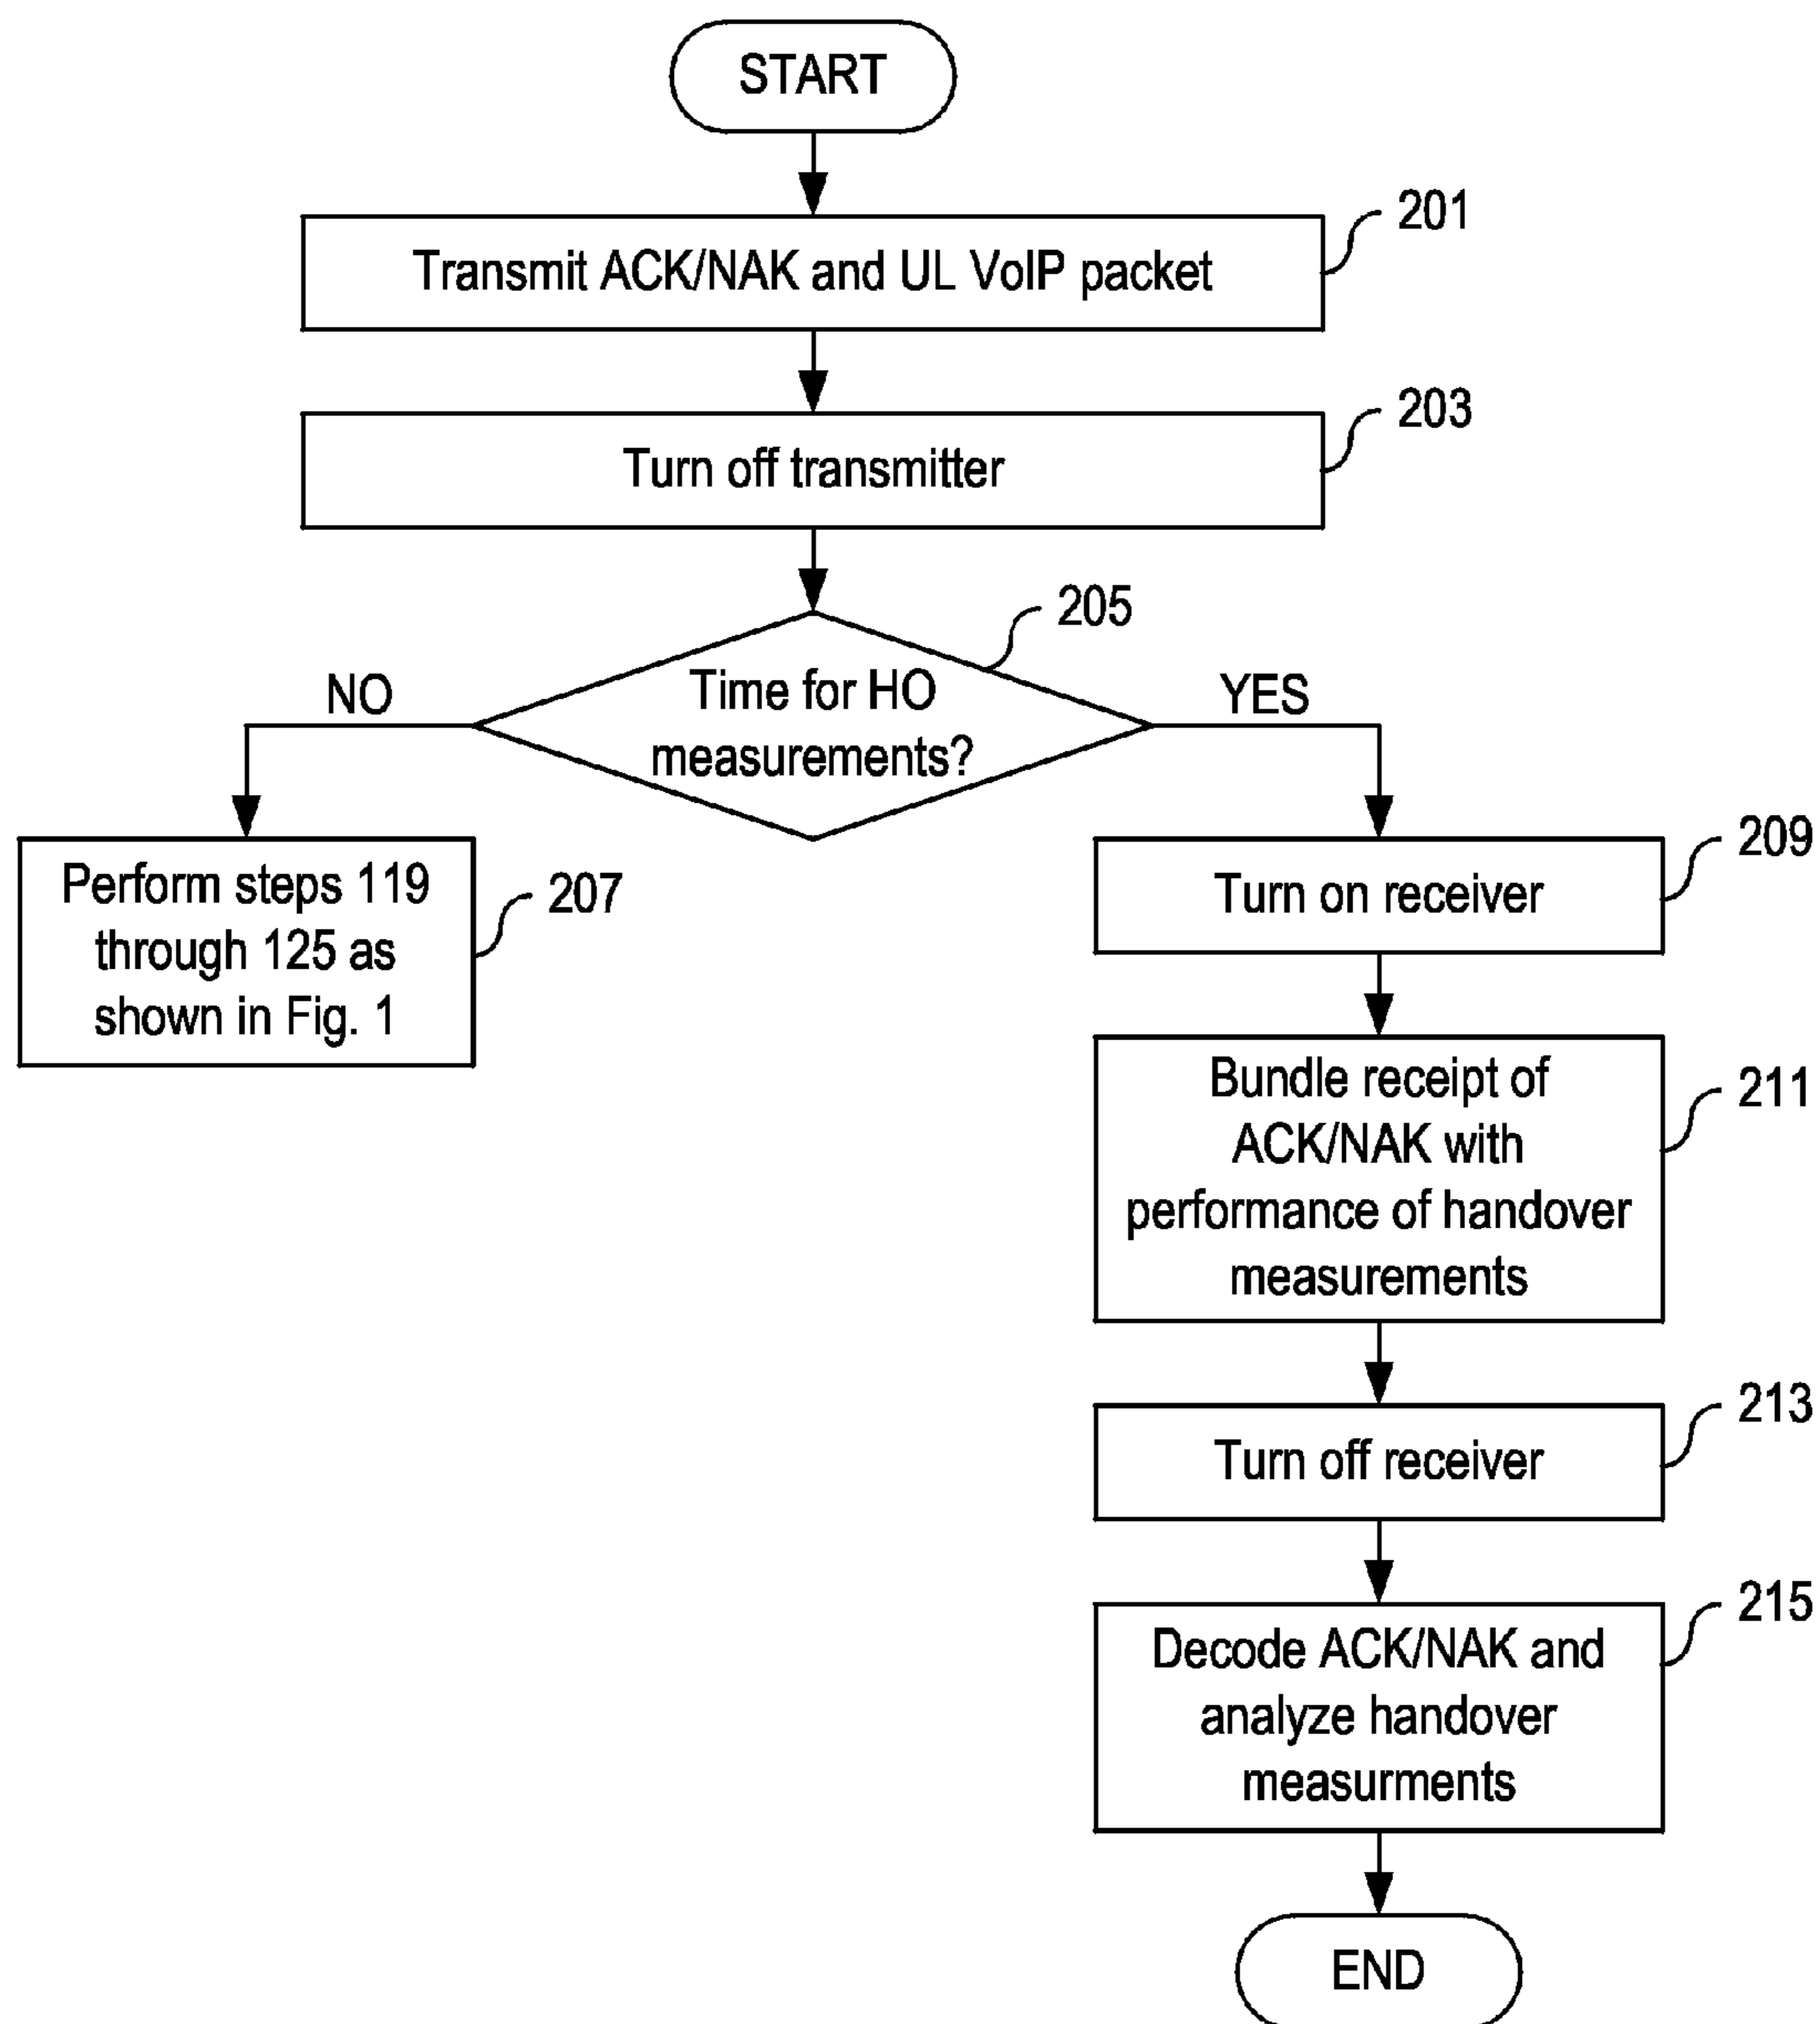 START
201
Transmit ACK/NAK and UL VoIP packet
203
Turn off transmitter
205
Time for HO
measurements?
NO
YES
Perform steps 119
through 125 as
shown in Fig. 1
207
209
Turn on receiver
Bundle receipt of
ACK/NAK with
performance of handover
measurements
211
213
Turn off receiver
215
Decode ACK/NAK and
analyze handover
measurments
END